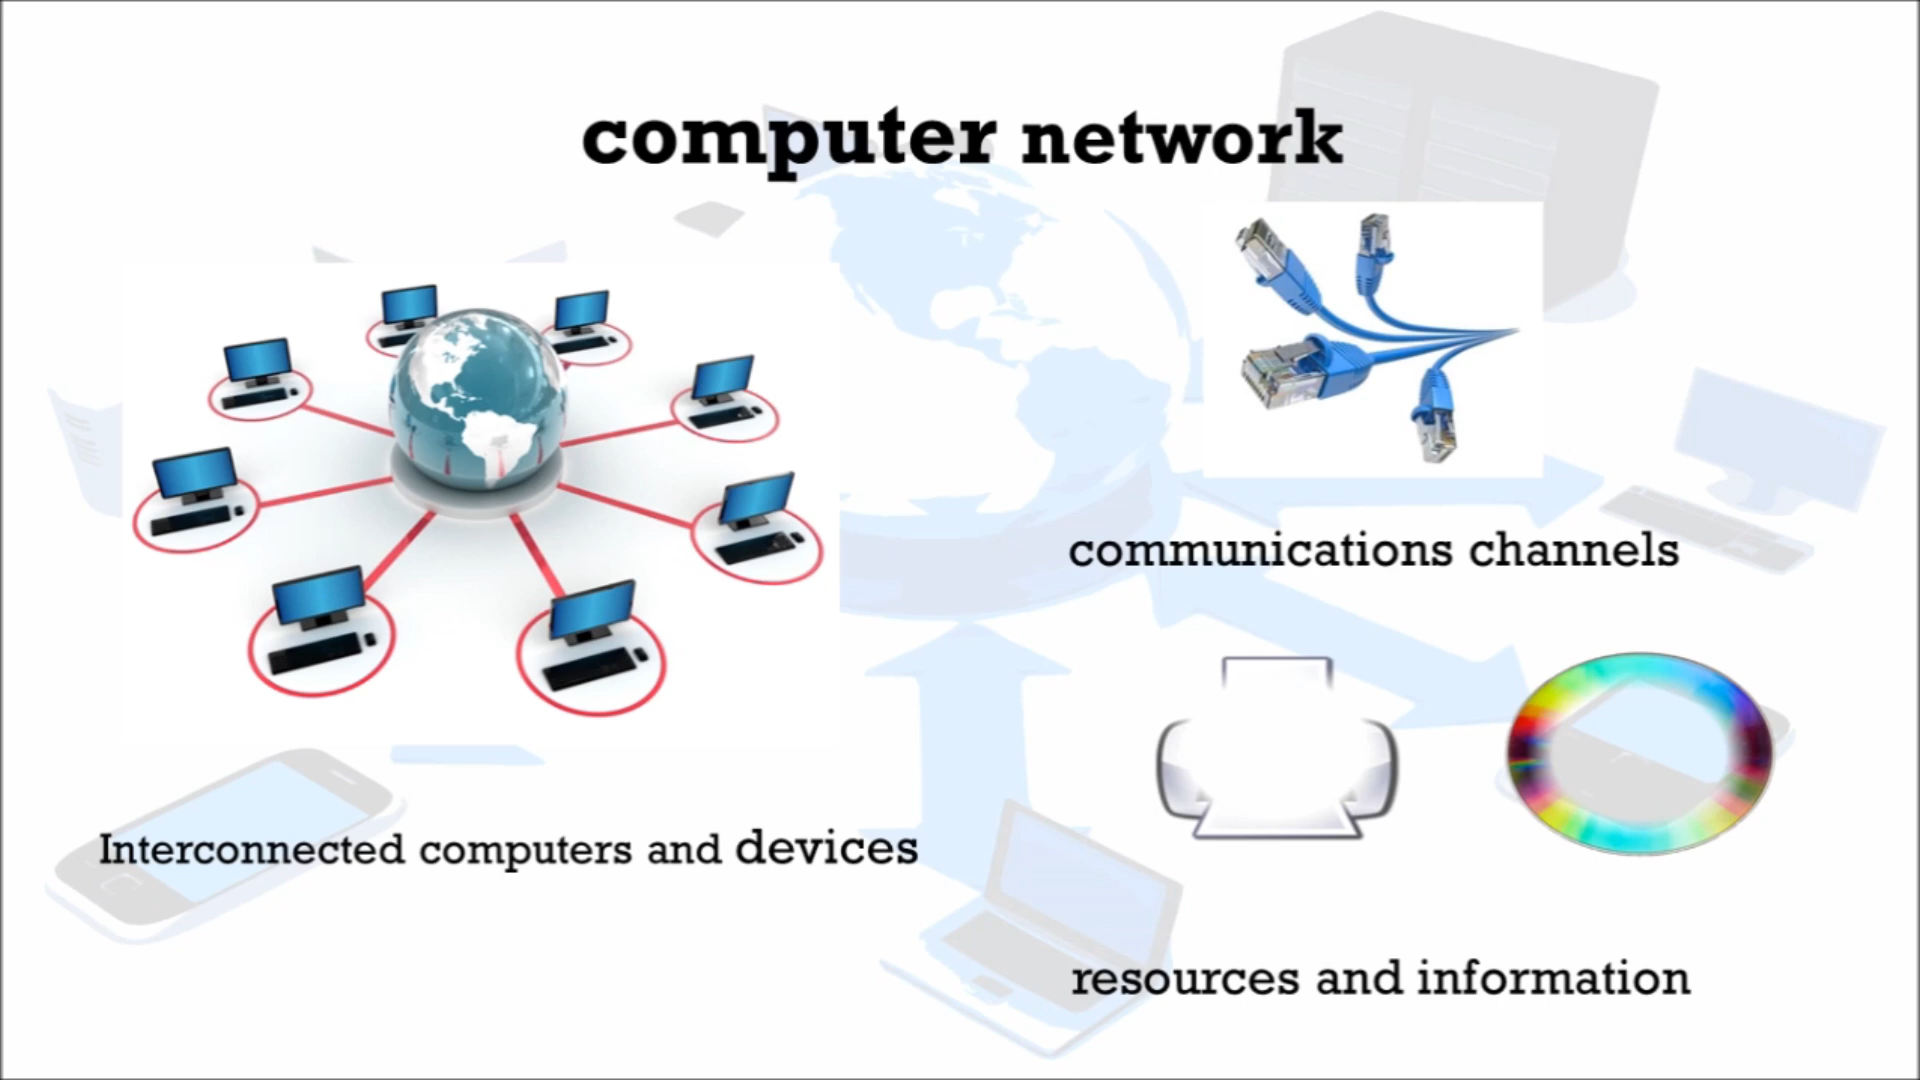 computer network
Interconnected computers and devices
communications channels
resources and information